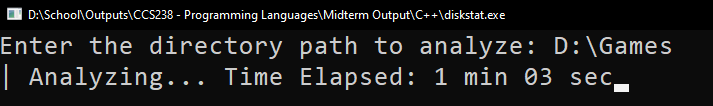 D:\School\Outputs\CCS238 - Programming Languages\Midterm Output\C++\diskstat.exe
Enter the directory path to analyze: D:\Games
| Analyzing... Time Elapsed: 1 min 03 sec